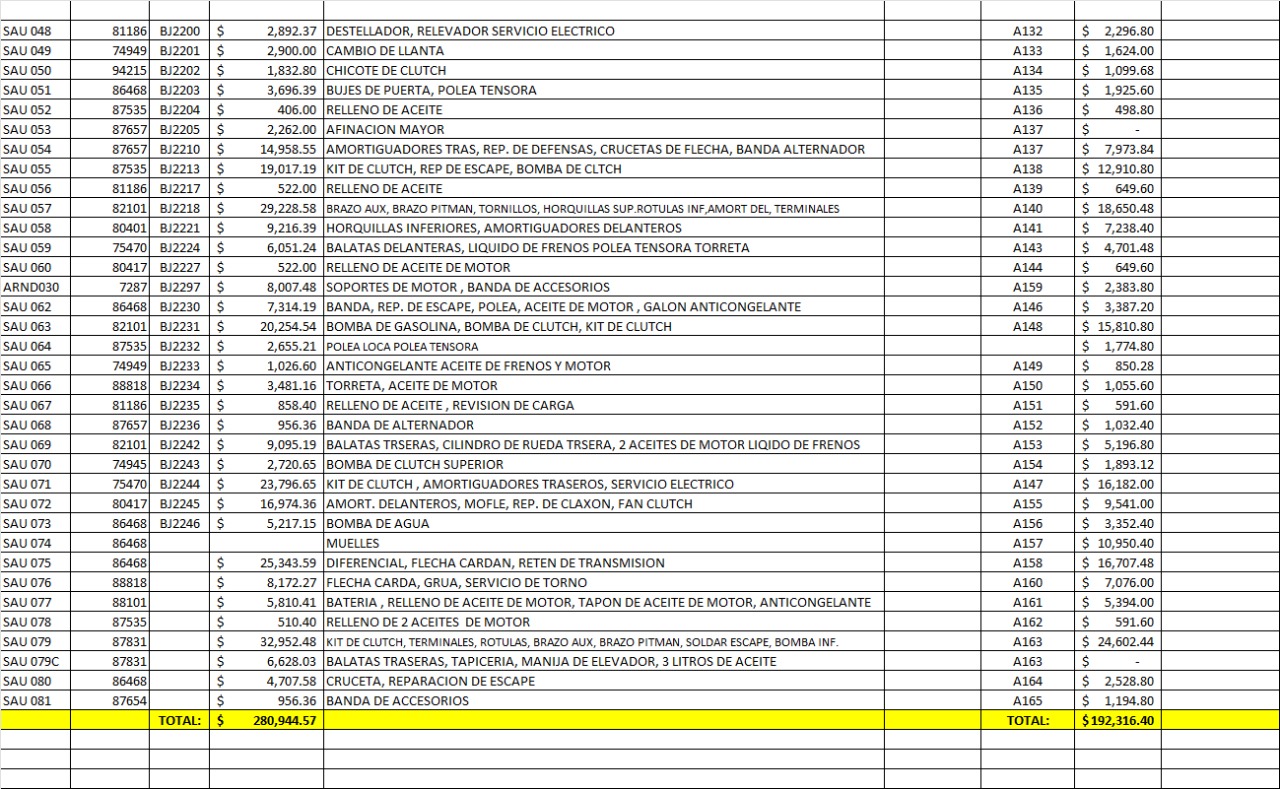 SAU 048 81186 BJ2200 $ 2,892.37 DESTELLADOR, RELEVADOR SERVICIO ELECTRICO A132 $ 2,296.80
SAU 049 74949 BJ2201 $ 2,900.00 CAMBIO DE LLANTA A133 $ 1,624.00
SAU 050 94215 BJ2202 $ 1,832.80 CHICOTE DE CLUTCH A134 $ 1,099.68
SAU 051 86468 BJ2203 $ 3,696.39 BUJES DE PUERTA, POLEA TENSORA A135 $ 1,925.60
SAU 052 87535 BJ2204 $ 406.00 RELLENO DE ACEITE A136 $ 498.80
SAU 053 87657 BJ2205 $ 2,262.00 AFINACION MAYOR A137 $ -
SAU 054 87657 BJ2210 $ 14,958.55 AMORTIGUADORES TRAS, REP. DE DEFENSAS, CRUCETAS DE FLECHA, BANDA ALTERNADOR A137 $ 7,973.84
SAU 055 87535 BJ2213 $ 19,017.19 KIT DE CLUTCH, REP DE ESCAPE, BOMBA DE CLTCH A138 $ 12,910.80
SAU 056 81186 BJ2217 $ 522.00 RELLENO DE ACEITE A139 $ 649.60
SAU 057 82101 BJ2218 $ 29,228.58 BRAZO AUX, BRAZO PITMAN, TORNILLOS, HORQUILLAS SUP.ROTULAS INF,AMORT DEL, TERMINALES A140 $ 18,650.48
SAU 058 80401 BJ2221 $ 9,216.39 HORQUILLAS INFERIORES, AMORTIGUADORES DELANTEROS A141 $ 7,238.40
SAU 059 75470 BJ2224 $ 6,051.24 BALATAS DELANTERAS, LIQUIDO DE FRENOS POLEA TENSORA TORRETA A143 $ 4,701.48
SAU 060 80417 BJ2227 $ 522.00 RELLENO DE ACEITE DE MOTOR A144 $ 649.60
ARND030 7287 BJ2297 $ 8,007.48 SOPORTES DE MOTOR , BANDA DE ACCESORIOS A159 $ 2,383.80
SAU 062 86468 BJ2230 $ 7,314.19 BANDA, REP. DE ESCAPE, POLEA, ACEITE DE MOTOR , GALON ANTICONGELANTE A146 $ 3,387.20
SAU 063 82101 BJ2231 $ 20,254.54 BOMBA DE GASOLINA, BOMBA DE CLUTCH, KIT DE CLUTCH A148 $ 15,810.80
SAU 064 87535 BJ2232 $ 2,655.21 POLEA LOCA POLEA TENSORA $ 1,774.80
SAU 065 74949 BJ2233 $ 1,026.60 ANTICONGELANTE ACEITE DE FRENOS Y MOTOR A149 $ 850.28
SAU 066 88818 BJ2234 $ 3,481.16 TORRETA, ACEITE DE MOTOR A150 $ 1,055.60
SAU 067 81186 BJ2235 $ 858.40 RELLENO DE ACEITE , REVISION DE CARGA A151 $ 591.60
SAU 068 87657 BJ2236 $ 956.36 BANDA DE ALTERNADOR A152 $ 1,032.40
SAU 069 82101 BJ2242 $ 9,095.19 BALATAS TRSERAS, CILINDRO DE RUEDA TRSERA, 2 ACEITES DE MOTOR LIQIDO DE FRENOS A153 $ 5,196.80
SAU 070 74945 BJ2243 $ 2,720.65 BOMBA DE CLUTCH SUPERIOR A154 $ 1,893.12
SAU 071 75470 BJ2244 $ 23,796.65 KIT DE CLUTCH , AMORTIGUADORES TRASEROS, SERVICIO ELECTRICO A147 $ 16,182.00
SAU 072 80417 BJ2245 $ 16,974.36 AMORT. DELANTEROS, MOFLE, REP. DE CLAXON, FAN CLUTCH A155 $ 9,541.00
SAU 073 86468 BJ2246 $ 5,217.15 BOMBA DE AGUA A156 $ 3,352.40
SAU 074 86468 MUELLES A157 $ 10,950.40
SAU 075 86468 $ 25,343.59 DIFERENCIAL, FLECHA CARDAN, RETEN DE TRANSMISION A158 $ 16,707.48
SAU 076 88818 $ 8,172.27 FLECHA CARDA, GRUA, SERVICIO DE TORNO A160 $ 7,076.00
SAU 077 88101 $ 5,810.41 BATERIA , RELLENO DE ACEITE DE MOTOR, TAPON DE ACEITE DE MOTOR, ANTICONGELANTE A161 $ 5,394.00
SAU 078 87535 $ 510.40 RELLENO DE 2 ACEITES DE MOTOR A162 $ 591.60
SAU 079 87831 $ 32,952.48 KIT DE CLUTCH, TERMINALES, ROTULAS, BRAZO AUX, BRAZO PITMAN, SOLDAR ESCAPE, BOMBA INF. A163 $ 24,602.44
SAU 079C 87831 $ 6,628.03 BALATAS TRASERAS, TAPICERIA, MANIJA DE ELEVADOR, 3 LITROS DE ACEITE A163 $ -
SAU 080 86468 $ 4,707.58 CRUCETA, REPARACION DE ESCAPE A164 $ 2,528.80
SAU 081 87654 $ 956.36 BANDA DE ACCESORIOS A165 $ 1,194.80
TOTAL: $ 280,944.57 TOTAL: $ 192,316.40